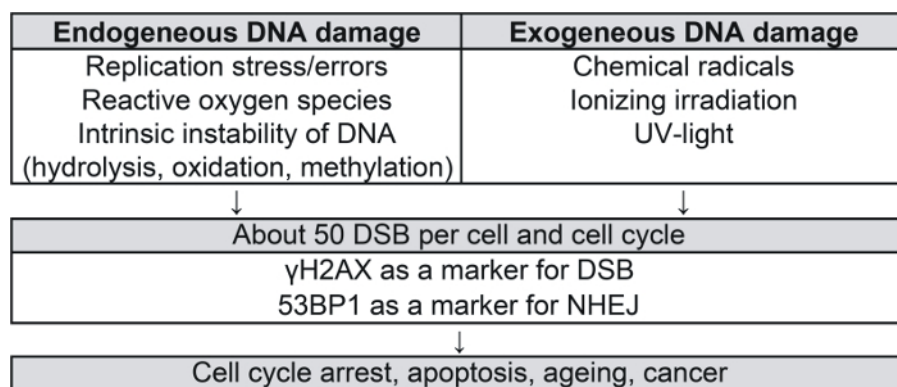 Endogeneous DNA damage
Exogeneous DNA damage
Replication stress/errors
Reactive oxygen species
Intrinsic instability of DNA
(hydrolysis, oxidation, methylation)
Chemical radicals
Ionizing irradiation
UV-light
↓
↓
About 50 DSB per cell and cell cycle
γH2AX as a marker for DSB
53BP1 as a marker for NHEJ
↓
Cell cycle arrest, apoptosis, ageing, cancer